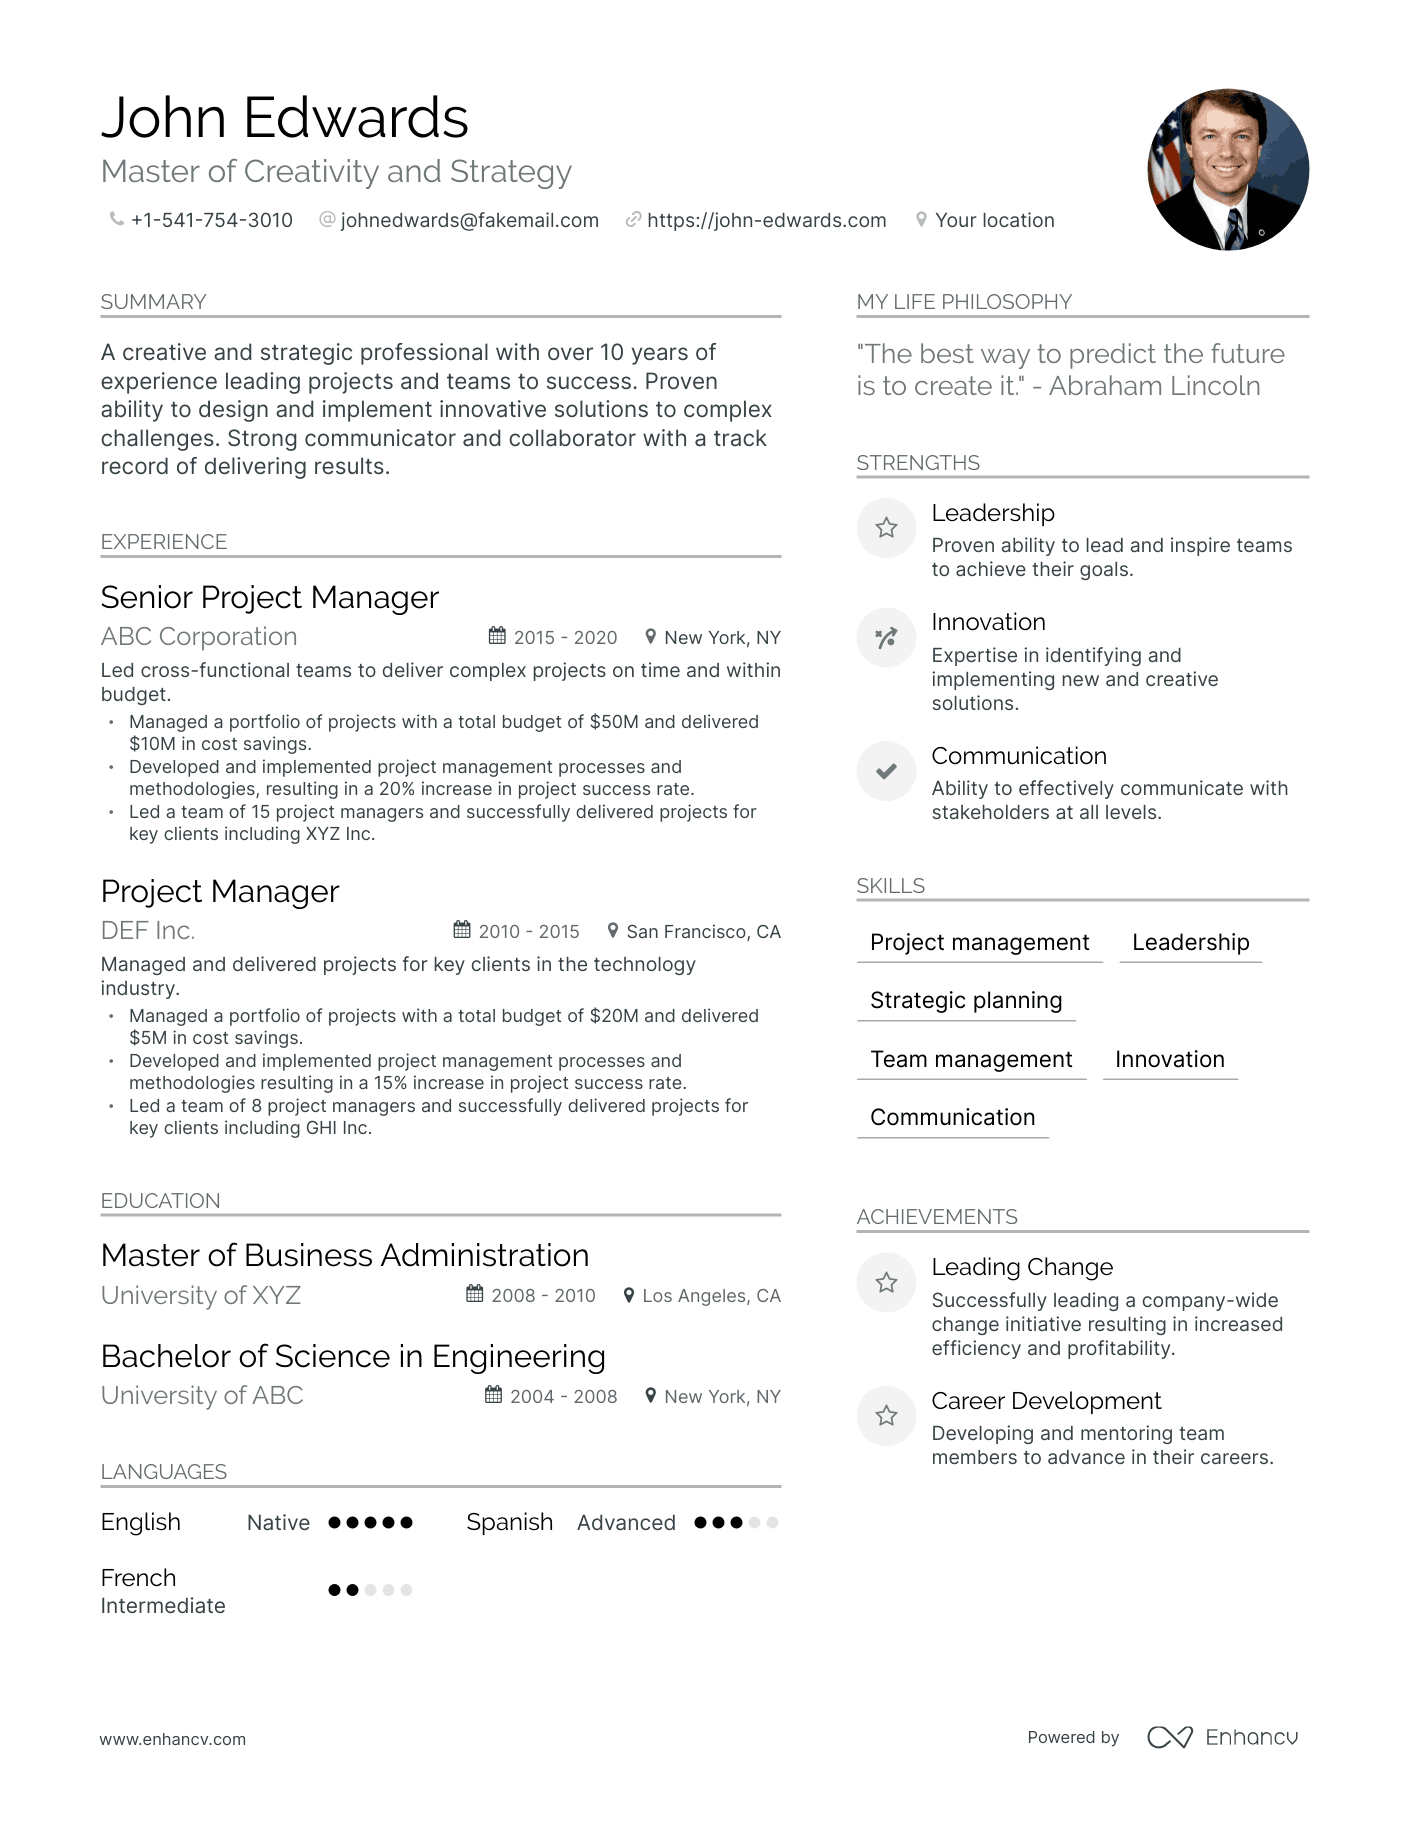 John Edwards
Master of Creativity and Strategy
+1-541-754-3010 johnedwards@fakemail.com https://john-edwards.com Your location
SUMMARY
A creative and strategic professional with over 10 years of
experience leading projects and teams to success. Proven
ability to design and implement innovative solutions to complex
challenges. Strong communicator and collaborator with a track
record of delivering results.
EXPERIENCE
Senior Project Manager
ABC Corporation 2015 - 2020 New York, NY
Led cross-functional teams to deliver complex projects on time and within
budget.
• Managed a portfolio of projects with a total budget of $50M and delivered
$10M in cost savings.
• Developed and implemented project management processes and
methodologies, resulting in a 20% increase in project success rate.
• Led a team of 15 project managers and successfully delivered projects for
key clients including XYZ Inc.
Project Manager
DEF Inc. 2010 - 2015 San Francisco, CA
Managed and delivered projects for key clients in the technology
industry.
• Managed a portfolio of projects with a total budget of $20M and delivered
$5M in cost savings.
• Developed and implemented project management processes and
methodologies resulting in a 15% increase in project success rate.
• Led a team of 8 project managers and successfully delivered projects for
key clients including GHI Inc.
EDUCATION
Master of Business Administration
University of XYZ 2008 - 2010 Los Angeles, CA
Bachelor of Science in Engineering
University of ABC 2004 - 2008 New York, NY
LANGUAGES
English Native Spanish Advanced
French
Intermediate
MY LIFE PHILOSOPHY
"The best way to predict the future
is to create it." - Abraham Lincoln
STRENGTHS
Leadership
Proven ability to lead and inspire teams
to achieve their goals.
Innovation
Expertise in identifying and
implementing new and creative
solutions.
Communication
Ability to effectively communicate with
stakeholders at all levels.
SKILLS
Project management Leadership
Strategic planning
Team management Innovation
Communication
ACHIEVEMENTS
Leading Change
Successfully leading a company-wide
change initiative resulting in increased
efficiency and profitability.
Career Development
Developing and mentoring team
members to advance in their careers.
www.enhancv.com Powered by Enhancv